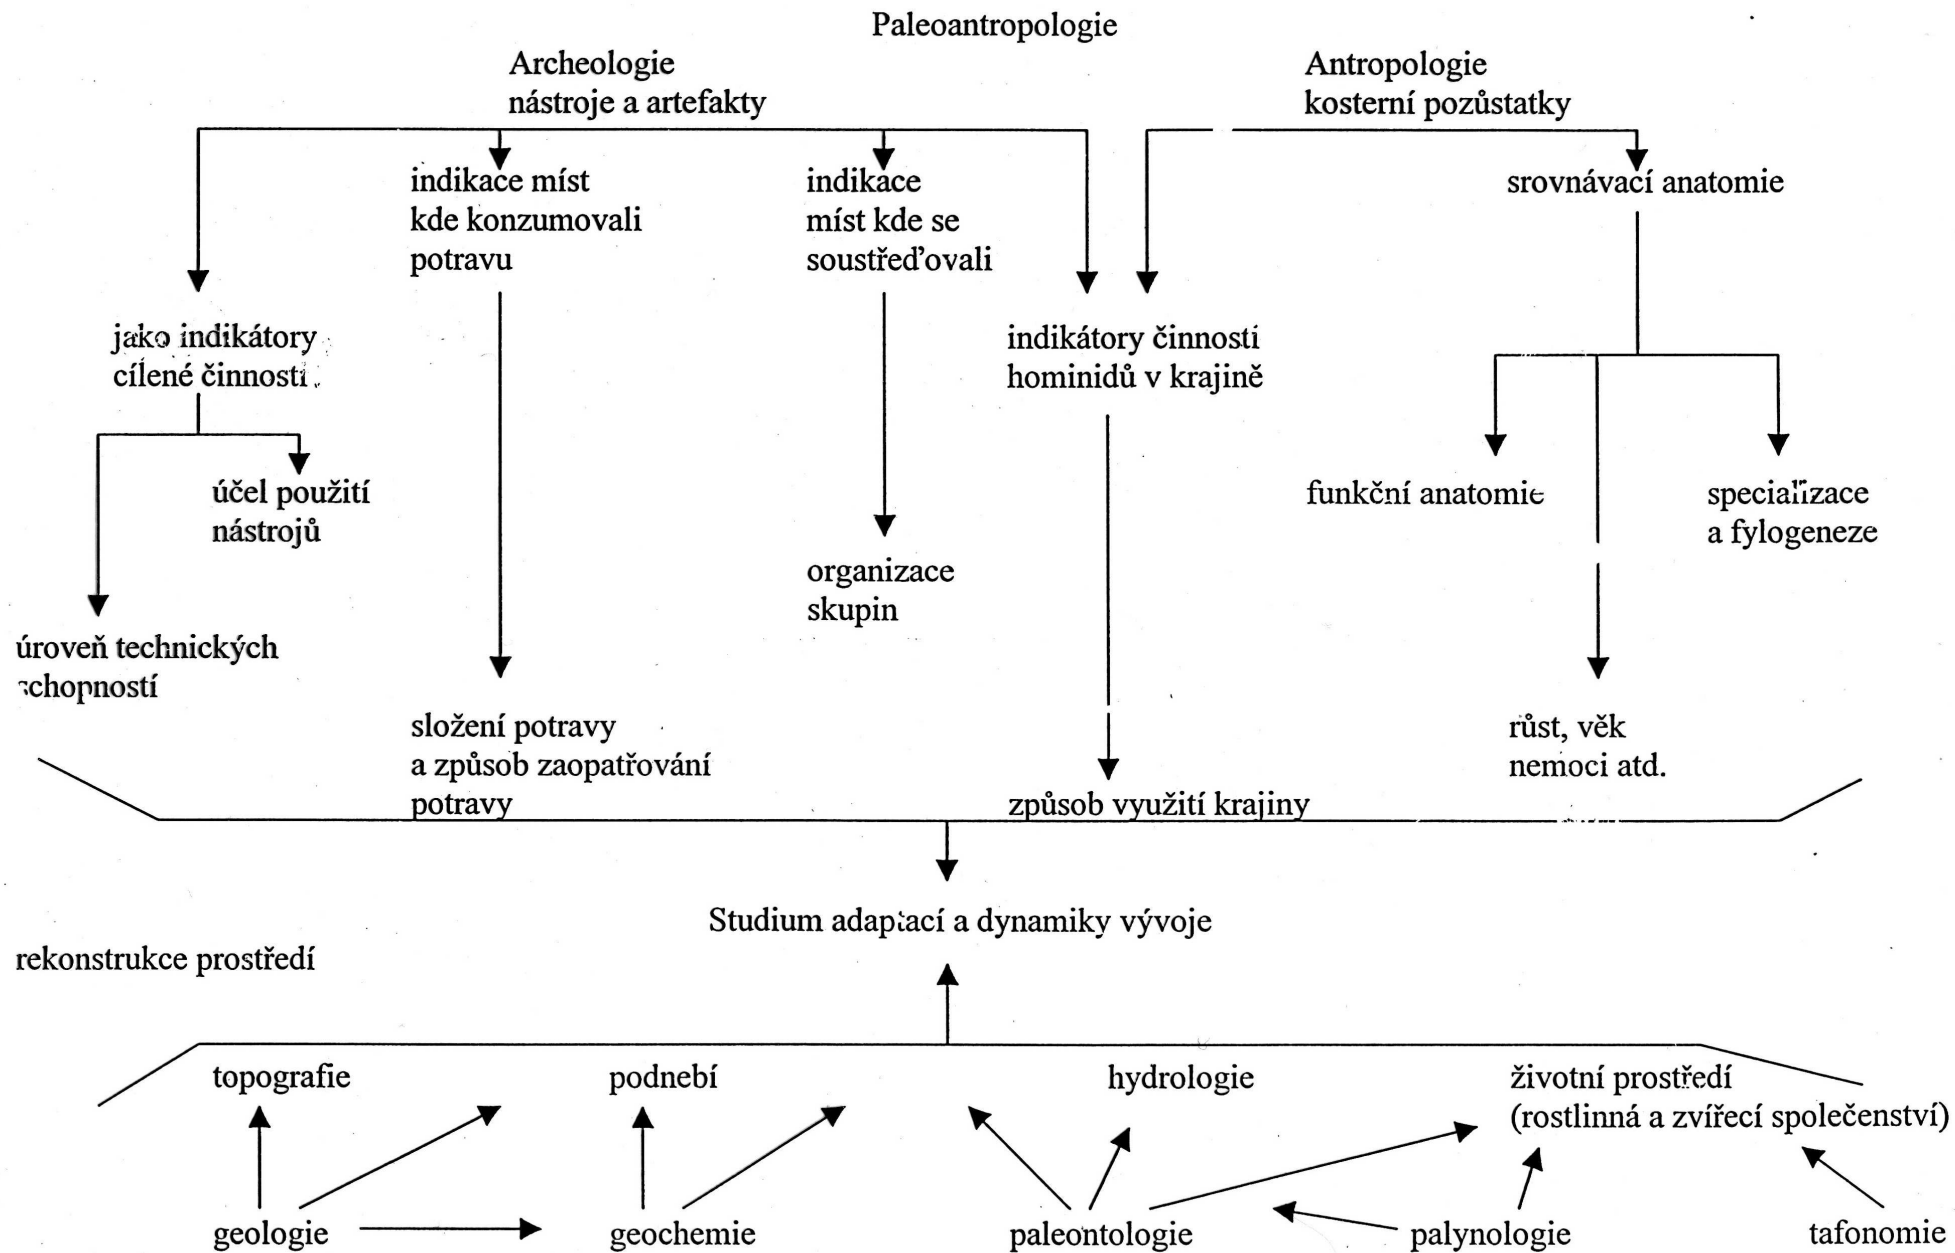 Paleoantropologie
Archeologie
nástroje a artefakty
Antropologie
kosterní pozůstatky
indikace míst
kde konzumovali
potravu
indikace
míst kde se
soustřeďovali
srovnávací anatomie
jako indikátory
cílené činnosti
indikátory činnosti
hominidů v krajině
účel použití
nástrojů
funkční anatomie
specializace
a fylogeneze
organizace
skupin
úroveň technických
schopností
složení potravy
a způsob zaopatřování
potravy
způsob využití krajiny
růst, věk
nemoci atd.
Studium adaptací a dynamiky vývoje
rekonstrukce prostředí
topografie
podnebí
hydrologie
životní prostředí
(rostlinná a zvířecí společenství)
geologie
geochemie
paleontologie
palynologie
tafonomie